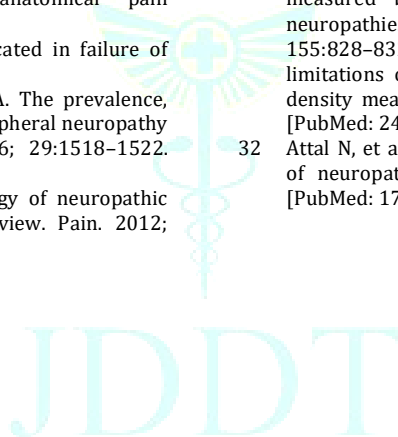 anatomical pain
cated in failure of
A. The prevalence,
pheral neuropathy
6; 29:1518–1522.
gy of neuropathic
view. Pain. 2012;
measured
neuropathie
155:828–83
limitations
density mea
[PubMed: 24
32 Attal N, et a
of neuropat
[PubMed: 17
JDDT